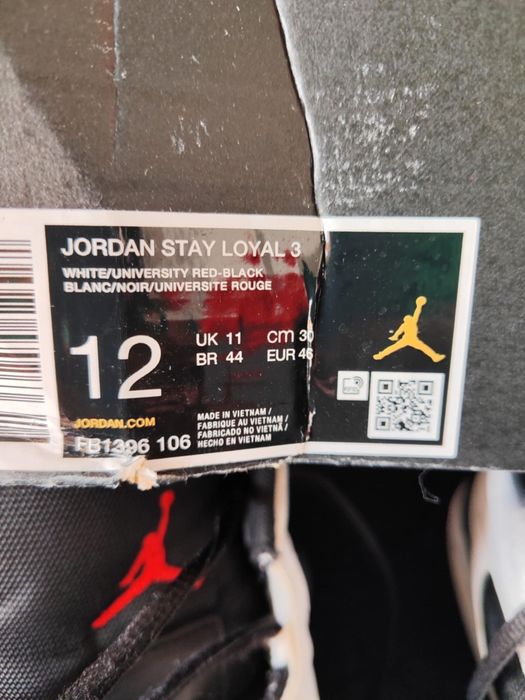 JORDAN STAY LOYAL 3
WHITE/UNIVERSITY RED-BLACK
BLANC/NOIR/UNIVERSITE ROUGE
12
UK 11 CM 30
BR 44 EUR 46
JORDAN.COM
FB1396 106
MADE IN VIETNAM /
FABRIQUE AU VIETNAM /
FABRICADO NO VIETNÃ /
HECHO EN VIETNAM